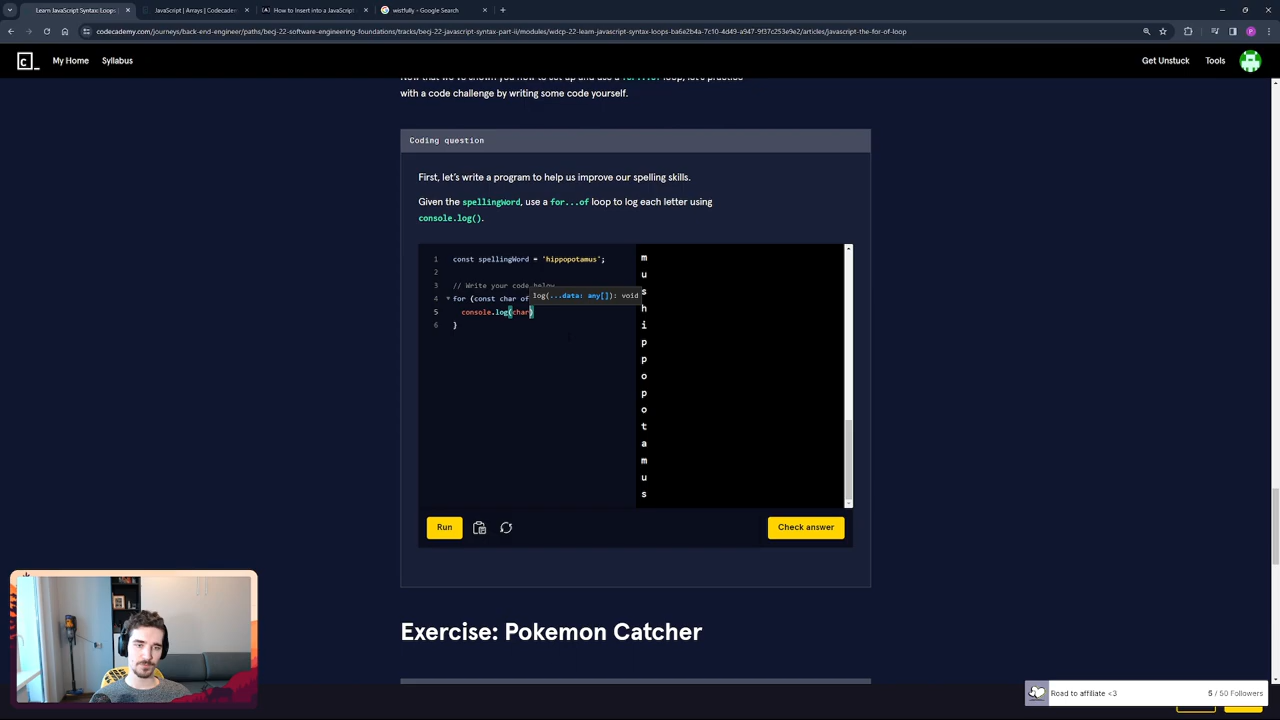 Learn JavaScript Syntax: Loops
JavaScript | Arrays | Codecadem
How to Insert into a JavaScript
wistfully - Google Search
codecademy.com/journeys/back-end-engineer/paths/becj-22-software-engineering-foundations/tracks/becj-22-javascript-syntax-part-ii/modules/wdcp-22-learn-javascript-syntax-loops-ba6e2b4a-7c10-4d49-a947-9f37c253e9e2/articles/javascript-the-for-of-loop
c_ My Home Syllabus Get Unstuck Tools
Now that we've shown you how to set up and use a for...of loop, let's practice
with a code challenge by writing some code yourself.
Coding question
First, let's write a program to help us improve our spelling skills.
Given the spellingWord, use a for...of loop to log each letter using
console.log().
1 const spellingWord = 'hippopotamus';
2
3 // Write your code below
4 for (const char of
log(...data: any[]): void
5 console.log(char)
6 }
m
u
s
h
i
p
p
o
p
o
t
a
m
u
s
Run
Check answer
Exercise: Pokemon Catcher
Road to affiliate <3 5 / 50 Followers